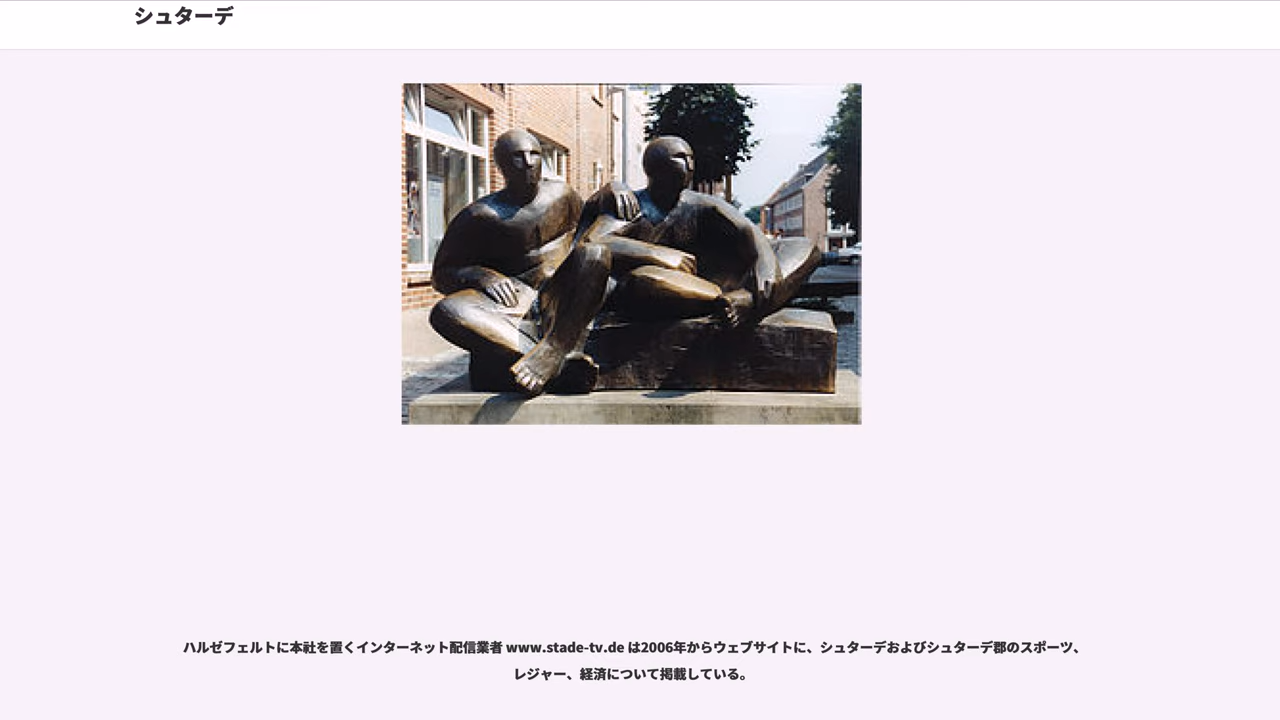 シュターデ
ハルゼフェルトに本社を置くインターネット配信業者 www.stade-tv.de は2006年からウェブサイトに、シュターデおよびシュターデ郡のスポーツ、
レジャー、経済について掲載している。